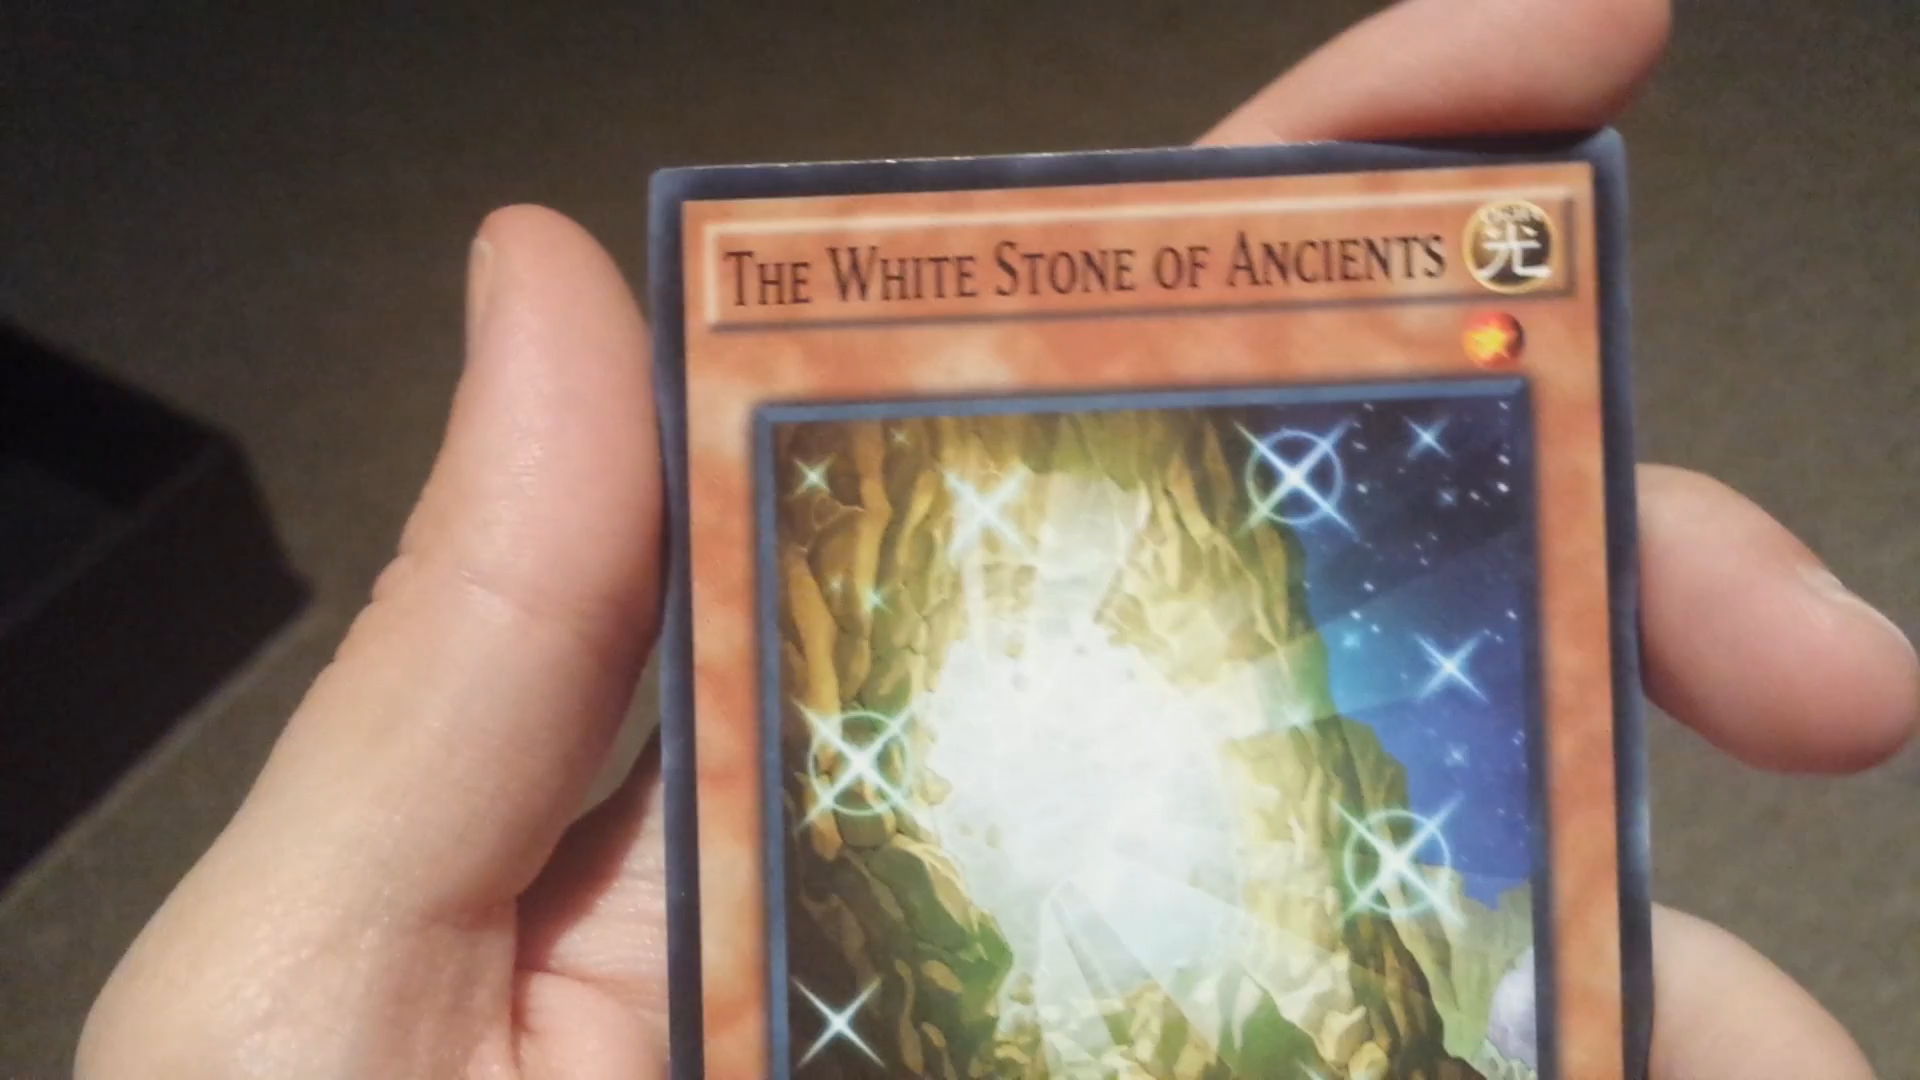 THE WHITE STONE OF ANCIENTS
光